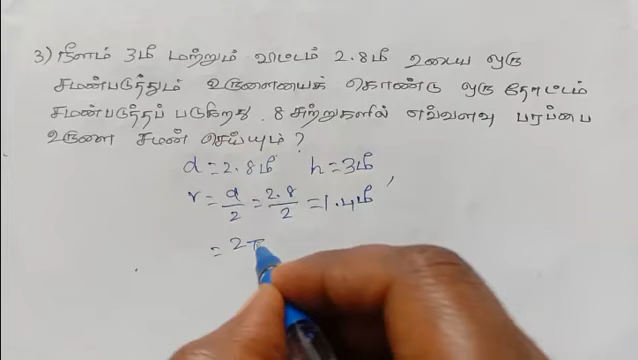 3) நீளம் 3மீ மற்றும் விட்டம் 2.8மீ உடைய ஒரு
சமன்படுத்தும் உருளையைக் கொண்டு ஒரு தோட்டம்
சமன்படுத்தப் படுகிறது. 8 சுற்றுகளில் எவ்வளவு பரப்பை
உருளை சமன் செய்யும்?
d = 2.8மீ h = 3மீ
r = d/2 = 2.8/2 = 1.4மீ,
= 2π